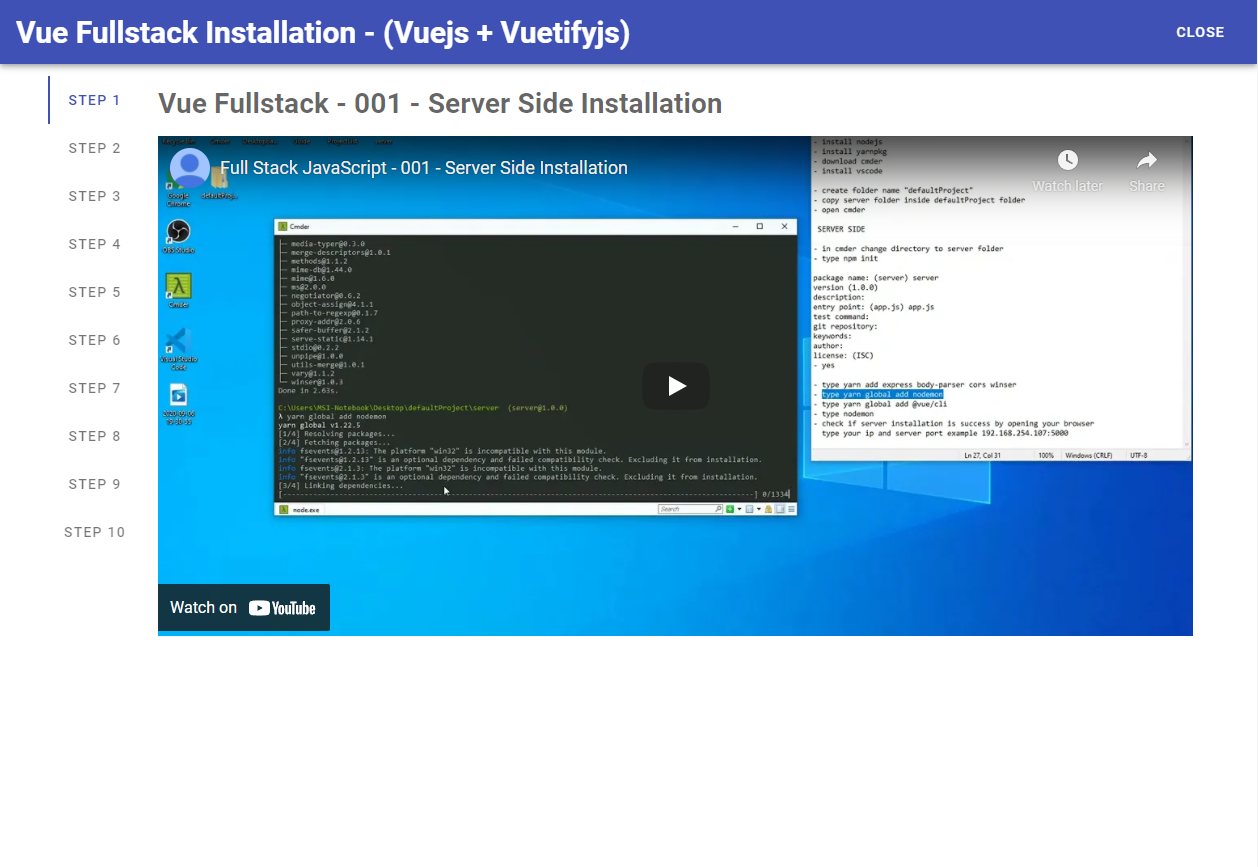 Vue Fullstack Installation - (Vuejs + Vuetifyjs)
CLOSE
STEP 1
STEP 2
STEP 3
STEP 4
STEP 5
STEP 6
STEP 7
STEP 8
STEP 9
STEP 10
Vue Fullstack - 001 - Server Side Installation
Full Stack JavaScript - 001 - Server Side Installation
Watch later
Share
Google
Chrome
defaultProj...
OBS Studio
Cmder
Visual Studio
Code
Cmder
media-typer@0.3.0
merge-descriptors@1.0.1
methods@1.1.2
mime-db@1.44.0
mime@1.6.0
ms@2.0.0
negotiator@0.6.2
object-assign@4.1.1
path-to-regexp@0.1.7
proxy-addr@2.0.6
safer-buffer@2.1.2
serve-static@1.14.1
stdio@0.2.2
unpipe@1.0.0
utils-merge@1.0.1
vary@1.1.2
winser@1.0.3
Done in 2.63s.
C:\Users\MSI-Notebook\Desktop\defaultProject\server (server@1.0.0)
λ yarn global add nodemon
yarn global v1.22.5
[1/4] Resolving packages...
[2/4] Fetching packages...
info fsevents@1.2.13: The platform "win32" is incompatible with this module.
info "fsevents@1.2.13" is an optional dependency and failed compatibility check. Excluding it from installation.
info fsevents@2.1.3: The platform "win32" is incompatible with this module.
info "fsevents@2.1.3" is an optional dependency and failed compatibility check. Excluding it from installation.
[3/4] Linking dependencies...
] 0/1334
node.exe
Search
- install nodejs
- install yarnpkg
- download cmder
- install vscode
- create folder name "defaultProject"
- copy server folder inside defaultProject folder
- open cmder
SERVER SIDE
- in cmder change directory to server folder
- type npm init
package name: (server) server
version (1.0.0)
description:
entry point: (app.js) app.js
test command:
git repository:
keywords:
author:
license: (ISC)
- yes
- type yarn add express body-parser cors winser
- type yarn global add nodemon
- type yarn global add @vue/cli
- type nodemon
- check if server installation is success by opening your browser
type your ip and server port example 192.168.254.107:5000
Ln 27, Col 31
100%
Windows (CRLF)
UTF-8
Watch on YouTube